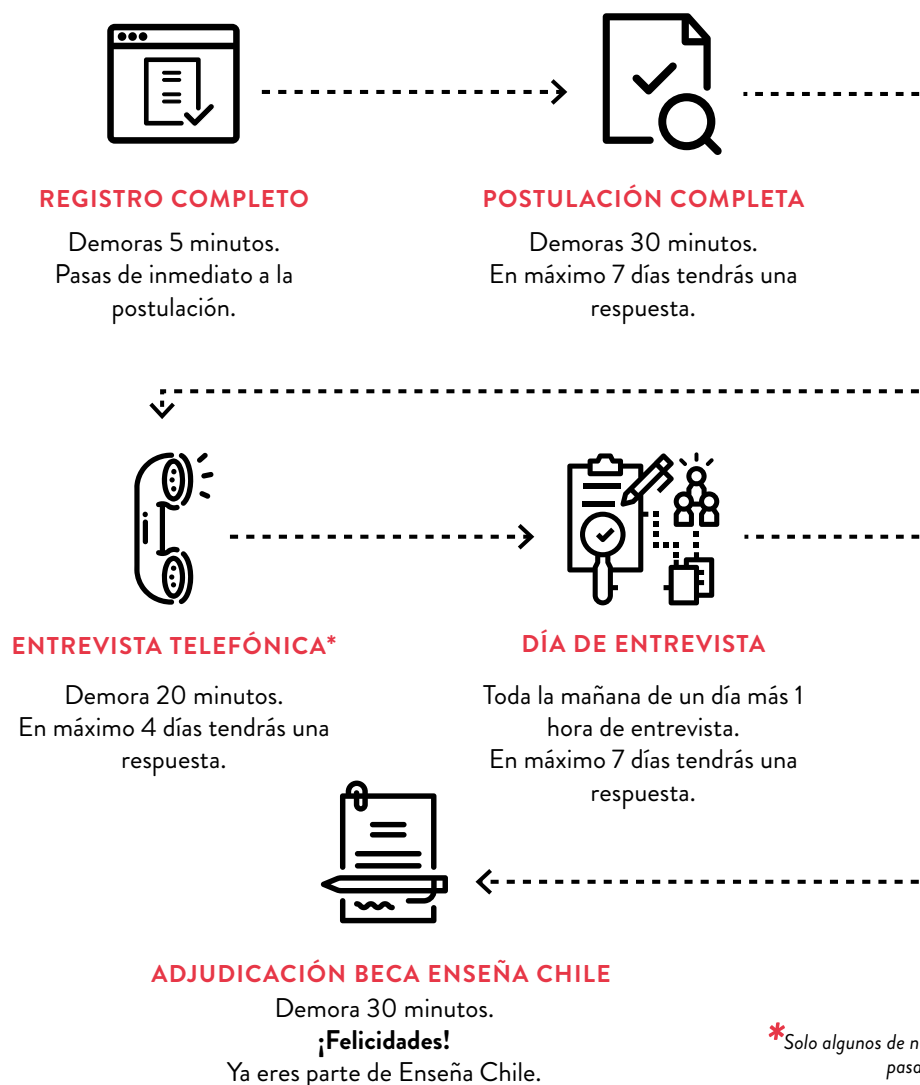 REGISTRO COMPLETO
Demoras 5 minutos.
Pasas de inmediato a la
postulación.
POSTULACIÓN COMPLETA
Demoras 30 minutos.
En máximo 7 días tendrás una
respuesta.
ENTREVISTA TELEFÓNICA*
Demora 20 minutos.
En máximo 4 días tendrás una
respuesta.
DÍA DE ENTREVISTA
Toda la mañana de un día más 1
hora de entrevista.
En máximo 7 días tendrás una
respuesta.
ADJUDICACIÓN BECA ENSEÑA CHILE
Demora 30 minutos.
¡Felicidades!
Ya eres parte de Enseña Chile.
*Solo algunos de